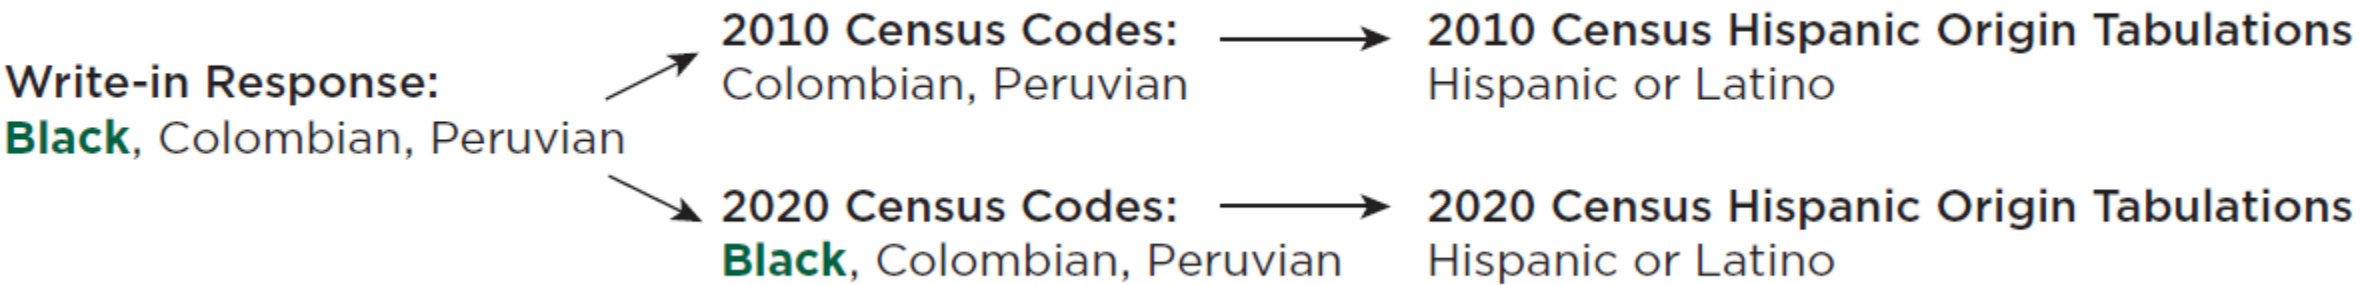 Write-in Response:
Black, Colombian, Peruvian
2010 Census Codes:
Colombian, Peruvian
2010 Census Hispanic Origin Tabulations
Hispanic or Latino
2020 Census Codes:
Black, Colombian, Peruvian
2020 Census Hispanic Origin Tabulations
Hispanic or Latino